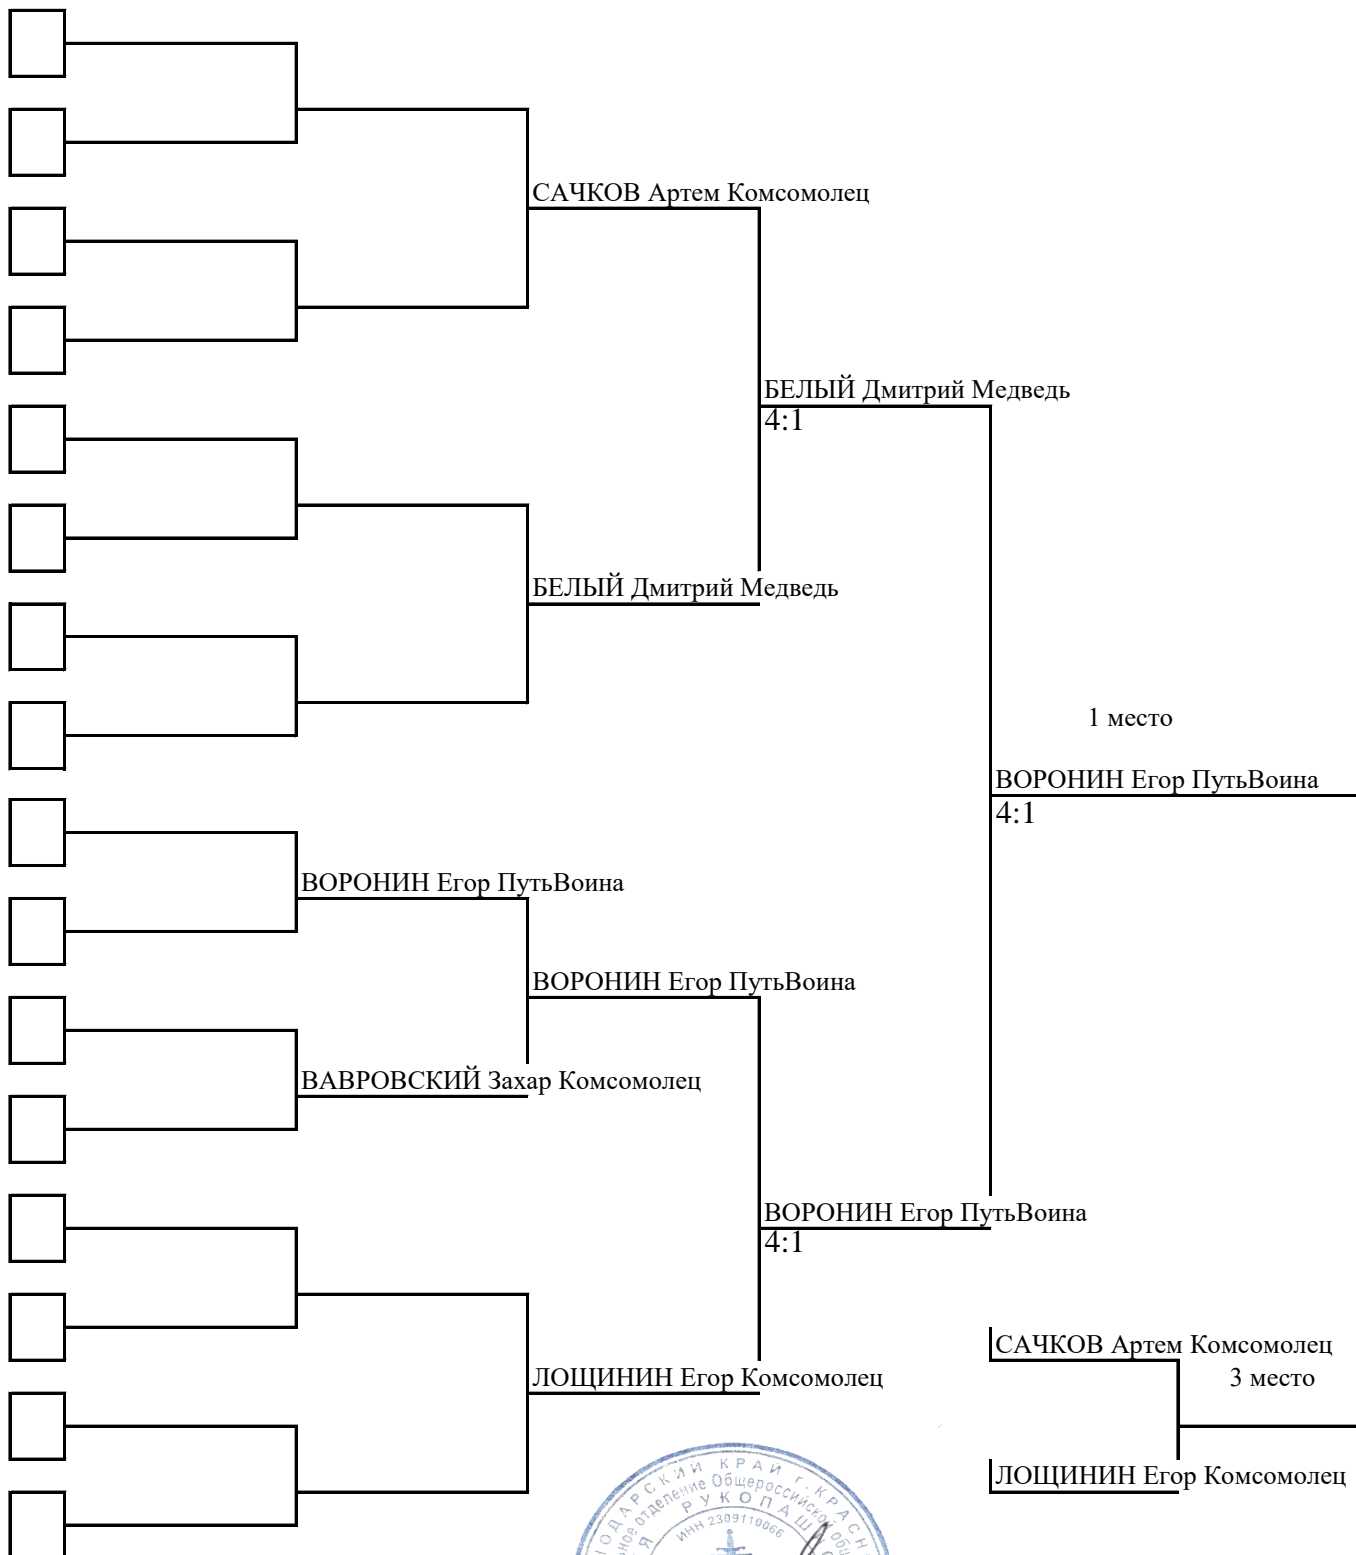 САЧКОВ Артем Комсомолец
БЕЛЫЙ Дмитрий Медведь
4:1
БЕЛЫЙ Дмитрий Медведь
1 место
ВОРОНИН Егор ПутьВоина
4:1
ВОРОНИН Егор ПутьВоина
ВОРОНИН Егор ПутьВоина
ВАВРОВСКИЙ Захар Комсомолец
ВОРОНИН Егор ПутьВоина
4:1
САЧКОВ Артем Комсомолец
3 место
ЛОЩИНИН Егор Комсомолец
ЛОЩИНИН Егор Комсомолец
КРАЙ Г.
отделение Общероссийской
ИНН 2309110066